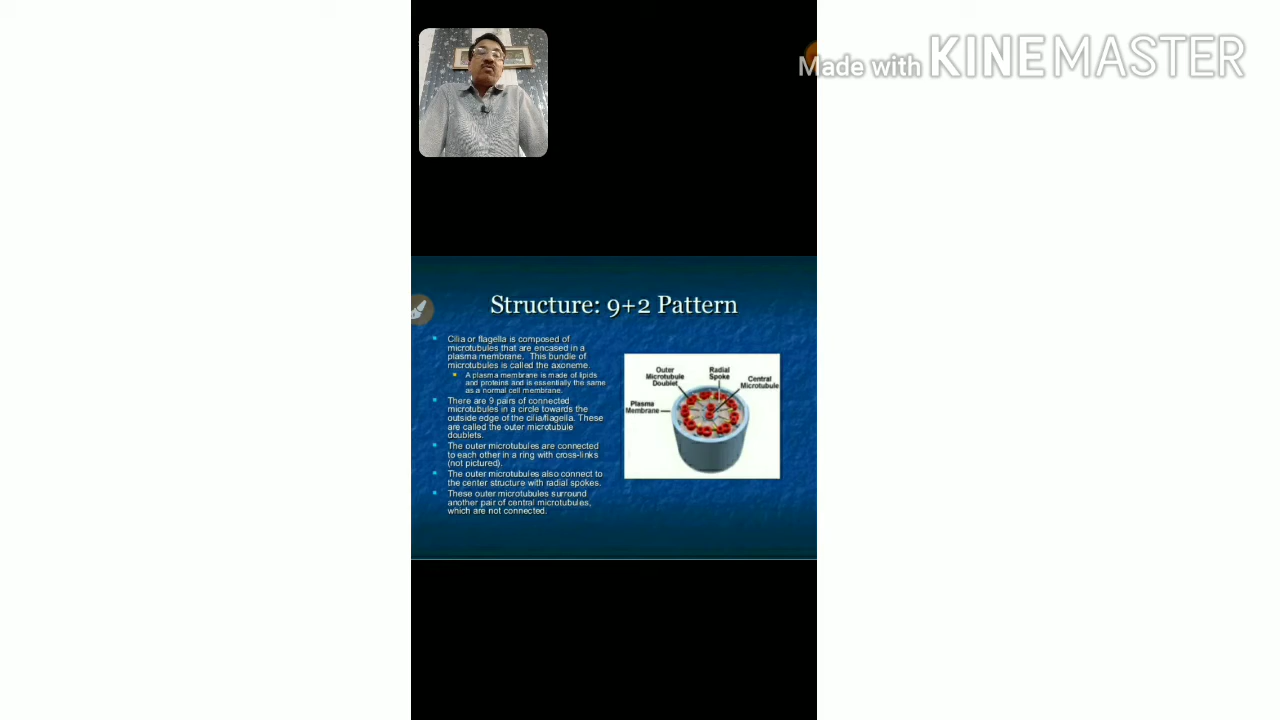 Made with KINEMASTER
Structure: 9+2 Pattern
Cilia or flagella is composed of
microtubules that are encased in a
plasma membrane. This bundle of
microtubules is called the axoneme.
A plasma membrane is made of lipids
and proteins and is essentially the same
as a normal cell membrane.
There are 9 pairs of connected
microtubules in a circle towards the
outside edge of the cilia/flagella. These
are called the outer microtubule
doublets.
The outer microtubules are connected
to each other in a ring with cross-links
(not pictured).
The outer microtubules also connect to
the center structure with radial spokes.
These outer microtubules surround
another pair of central microtubules,
which are not connected.
Outer
Microtubule
Doublet
Radial
Spoke
Central
Microtubule
Plasma
Membrane